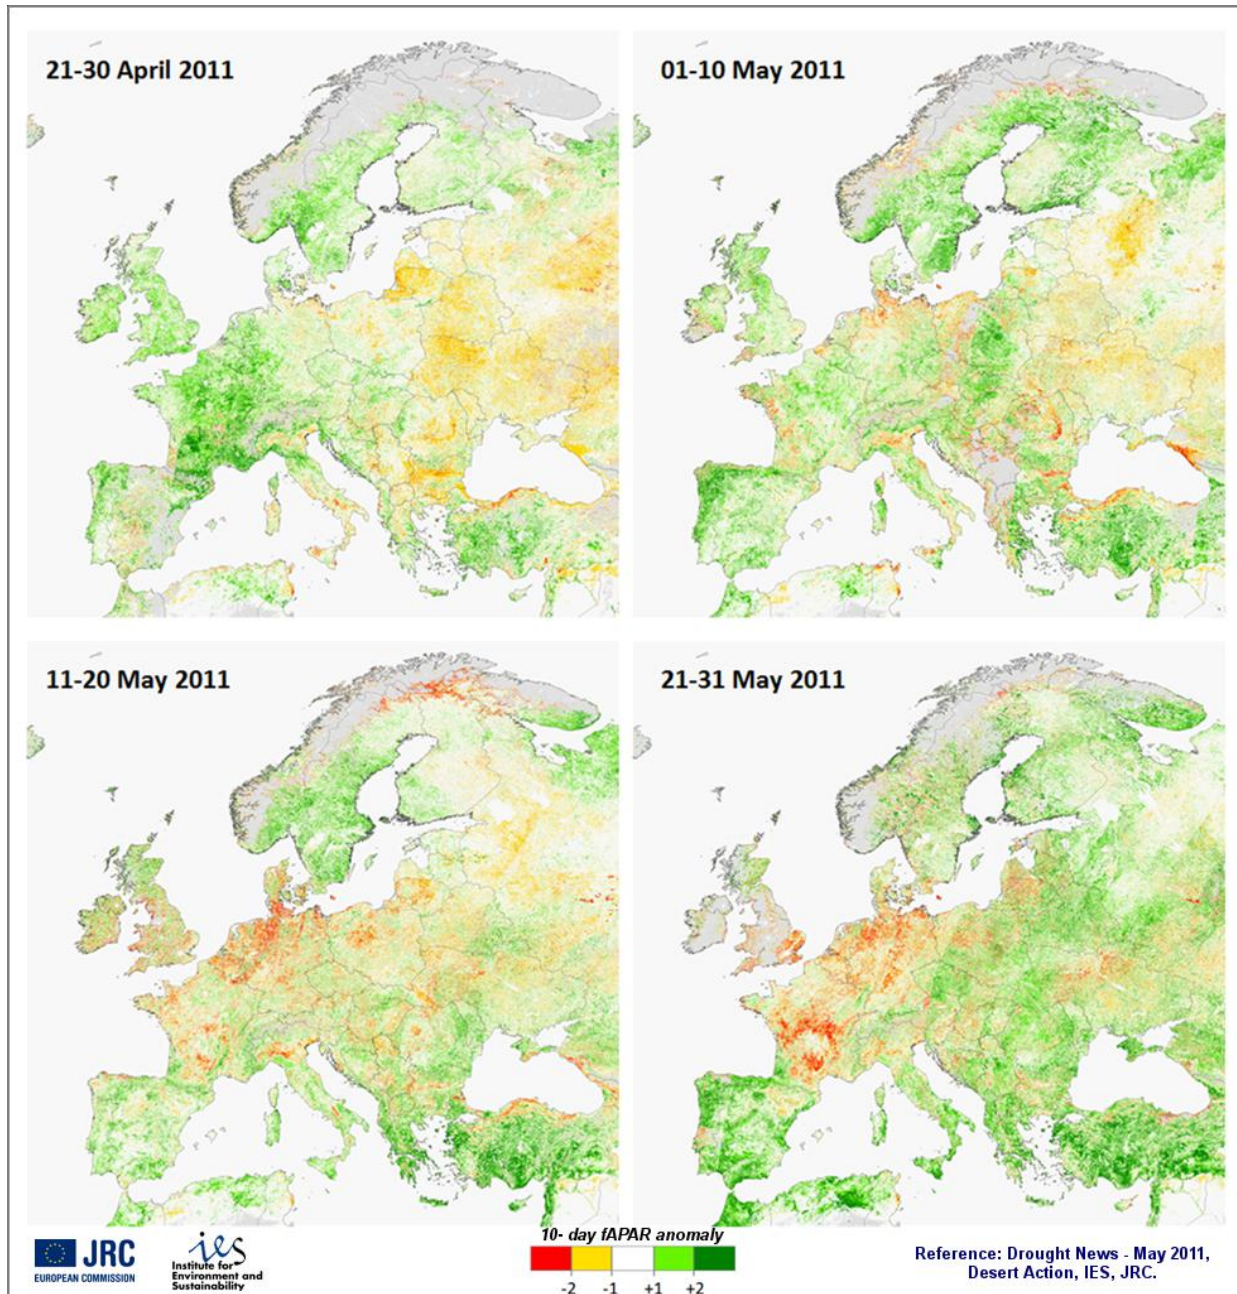 21-30 April 2011
01-10 May 2011
11-20 May 2011
21-31 May 2011
JRC
EUROPEAN COMMISSION
ies
Institute for
Environment and
Sustainability
10- day fAPAR anomaly
-2 -1 +1 +2
Reference: Drought News - May 2011,
Desert Action, IES, JRC.